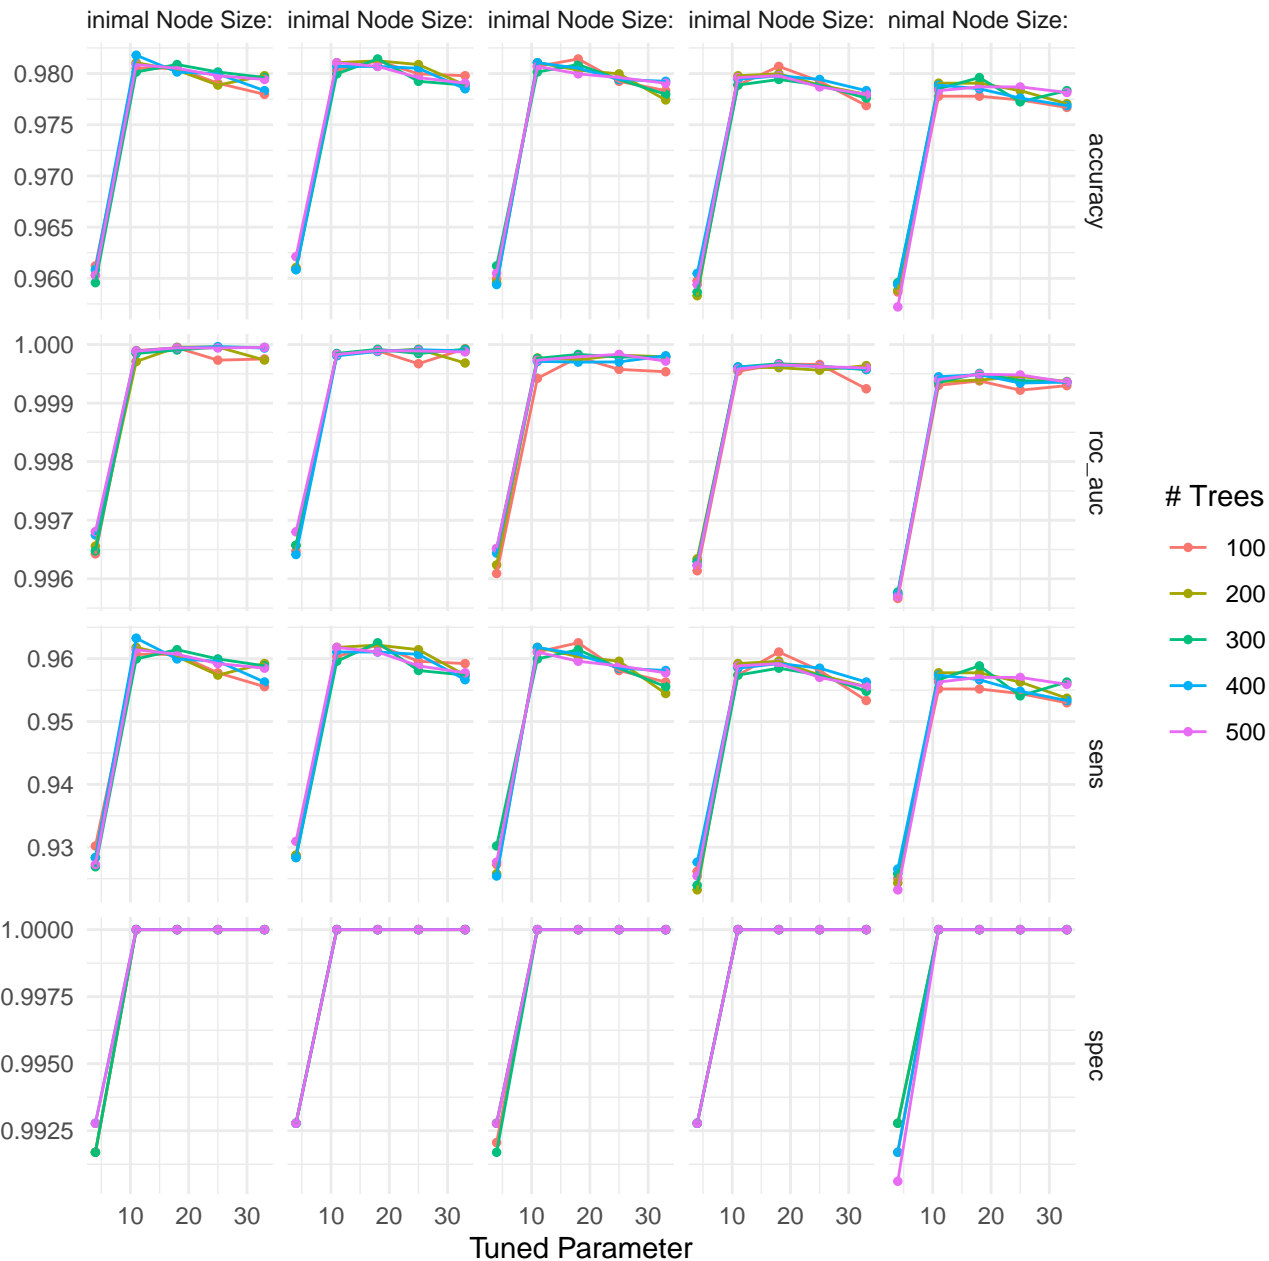 inimal Node Size: inimal Node Size: inimal Node Size: inimal Node Size: nimal Node Size:
0.980
0.975
0.970
0.965
0.960
accuracy
1.000
0.999
0.998
0.997
0.996
roc_auc
0.96
0.95
0.94
0.93
sens
1.0000
0.9975
0.9950
0.9925
spec
10 20 30 10 20 30 10 20 30 10 20 30 10 20 30
Tuned Parameter
# Trees
100
200
300
400
500